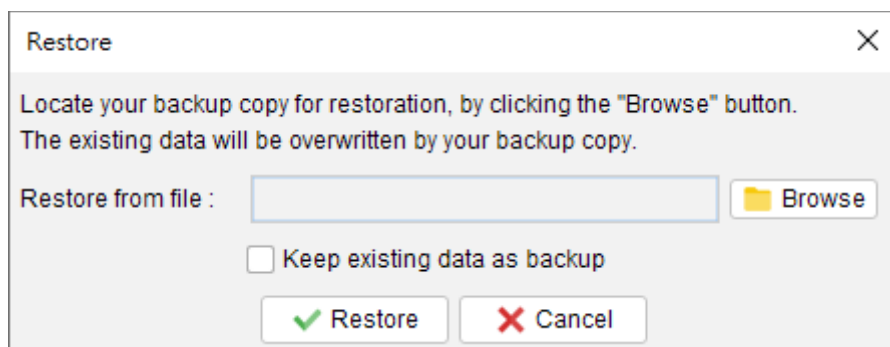 Restore
Locate your backup copy for restoration, by clicking the "Browse" button.
The existing data will be overwritten by your backup copy.
Restore from file : Browse
Keep existing data as backup
Restore Cancel